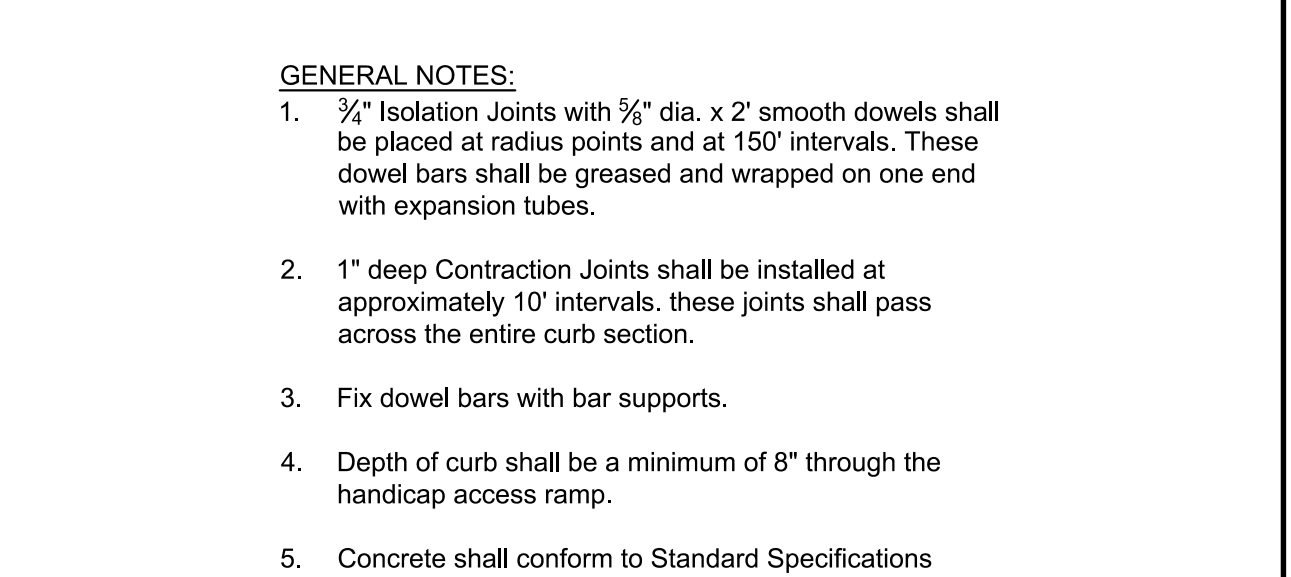 GENERAL NOTES:
1. ¾" Isolation Joints with ⅝" dia. x 2' smooth dowels shall
be placed at radius points and at 150' intervals. These
dowel bars shall be greased and wrapped on one end
with expansion tubes.
2. 1" deep Contraction Joints shall be installed at
approximately 10' intervals. these joints shall pass
across the entire curb section.
3. Fix dowel bars with bar supports.
4. Depth of curb shall be a minimum of 8" through the
handicap access ramp.
5. Concrete shall conform to Standard Specifications